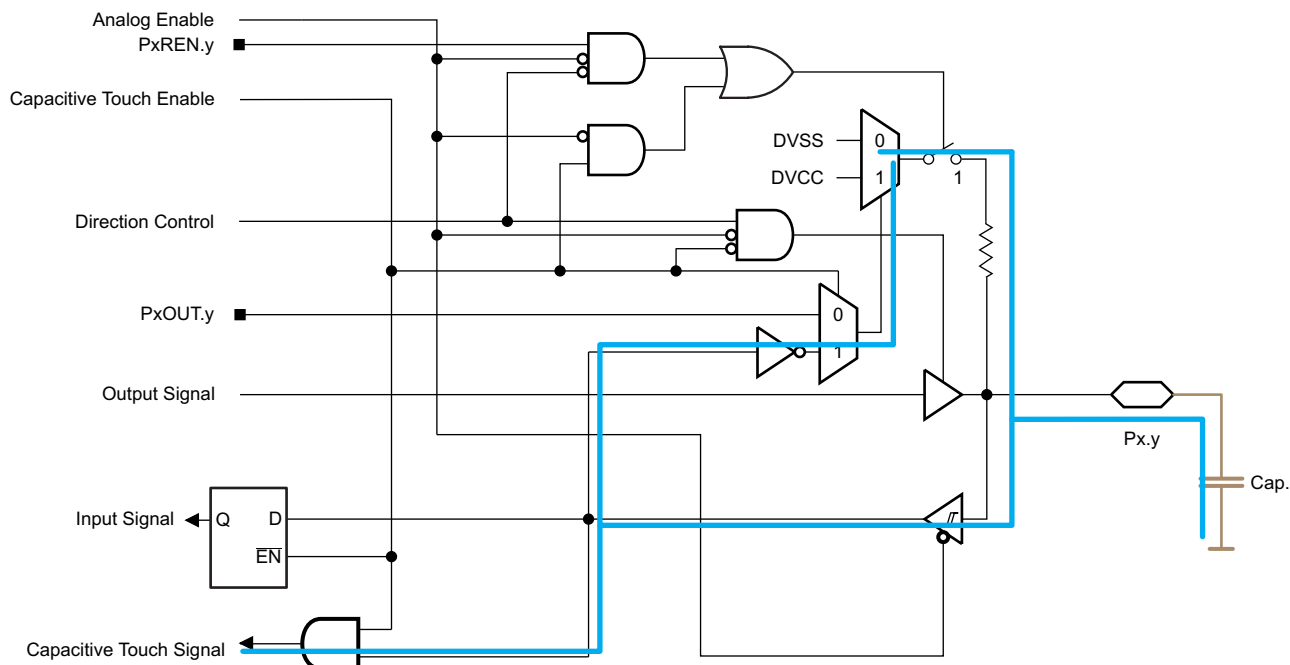 Analog Enable
PxREN.y
Capacitive Touch Enable
DVSS
0
DVCC
1
1
Direction Control
PxOUT.y
0
1
Output Signal
Px.y
Cap.
Input Signal
Q
D
EN
Capacitive Touch Signal